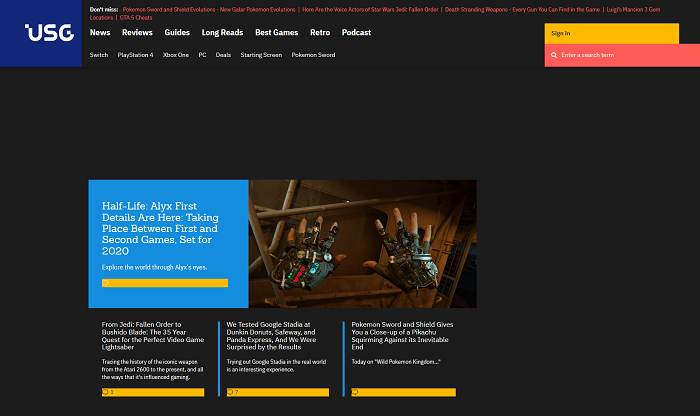 USG
Don't miss: Pokemon Sword and Shield Evolutions - New Galar Pokemon Evolutions | Here Are the Voice Actors of Star Wars Jedi: Fallen Order | Death Stranding Weapons - Every Gun You Can Find in the Game | Luigi's Mansion 3 Gem
Locations | GTA 5 Cheats
News Reviews Guides Long Reads Best Games Retro Podcast
Sign in
Switch PlayStation 4 Xbox One PC Deals Starting Screen Pokemon Sword
Enter a search term
Half-Life: Alyx First
Details Are Here: Taking
Place Between First and
Second Games, Set for
2020
Explore the world through Alyx's eyes.
From Jedi: Fallen Order to
Bushido Blade: The 35 Year
Quest for the Perfect Video Game
Lightsaber
Tracing the history of the iconic weapon
from the Atari 2600 to the present, and all
the ways that it's influenced gaming.
1
We Tested Google Stadia at
Dunkin Donuts, Safeway, and
Panda Express, And We Were
Surprised by the Results
Trying out Google Stadia in the real world
is an interesting experience.
7
Pokemon Sword and Shield Gives
You a Close-up of a Pikachu
Squirming Against its Inevitable
End
Today on "Wild Pokemon Kingdom..."